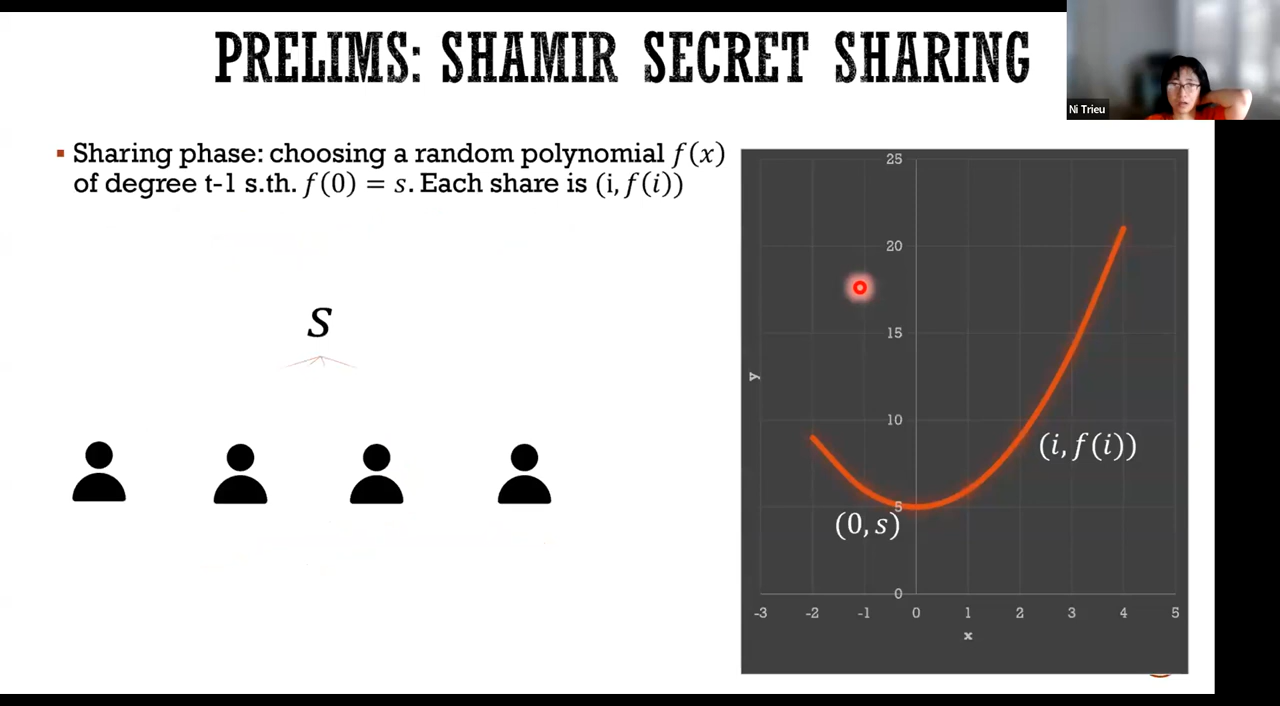 PRELIMS: SHAMIR SECRET SHARING
Ni Trieu
▪ Sharing phase: choosing a random polynomial f(x)
of degree t-1 s.th. f(0) = s. Each share is (i, f(i))
s
25
20
15
10
5
0
y
(i, f(i))
(0, s)
-3 -2 -1 0 1 2 3 4 5
x